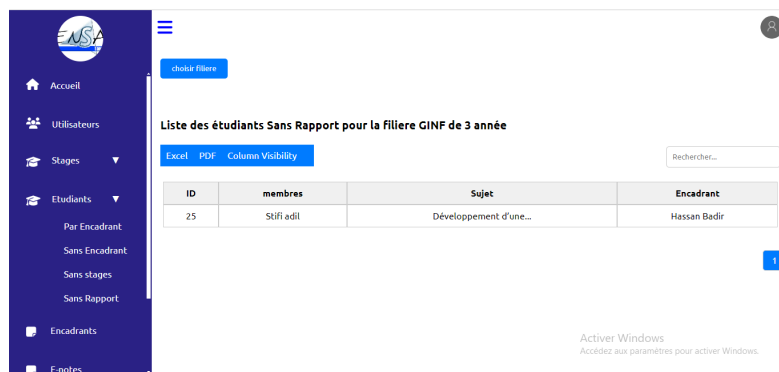 ENSA
choisir filiere
Accueil
Utilisateurs
Stages ▼
Etudiants ▼
Par Encadrant
Sans Encadrant
Sans stages
Sans Rapport
Encadrants
E-notes
Liste des étudiants Sans Rapport pour la filiere GINF de 3 année
Excel PDF Column Visibility
Rechercher...
ID membres Sujet Encadrant
25 Stifi adil Développement d'une... Hassan Badir
1
Activer Windows
Accédez aux paramètres pour activer Windows.